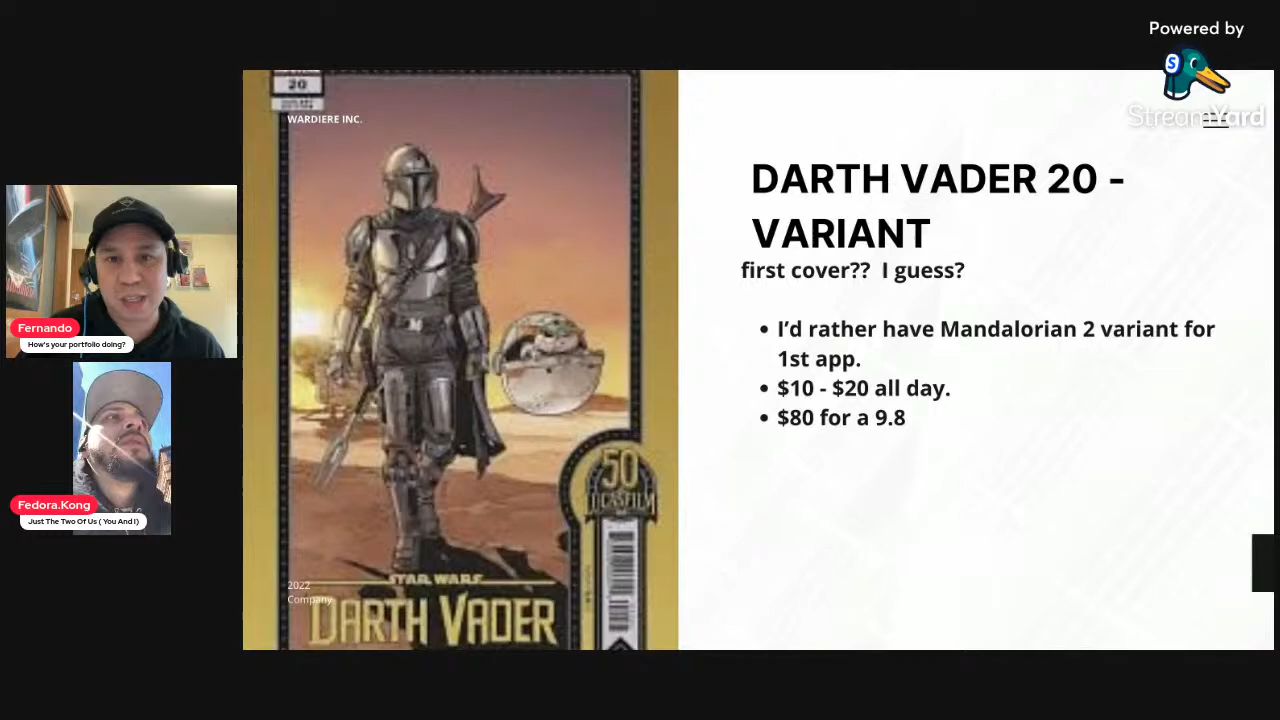 Powered by
S
StreamYard
20
WARDIERE INC.
DARTH VADER 20 -
VARIANT
first cover?? I guess?
• I'd rather have Mandalorian 2 variant for
1st app.
• $10 - $20 all day.
• $80 for a 9.8
Fernando
How's your portfolio doing?
Fedora.Kong
Just The Two Of Us ( You And I)
50
LUCASFILM
2022
Company
STAR WARS
DARTH VADER